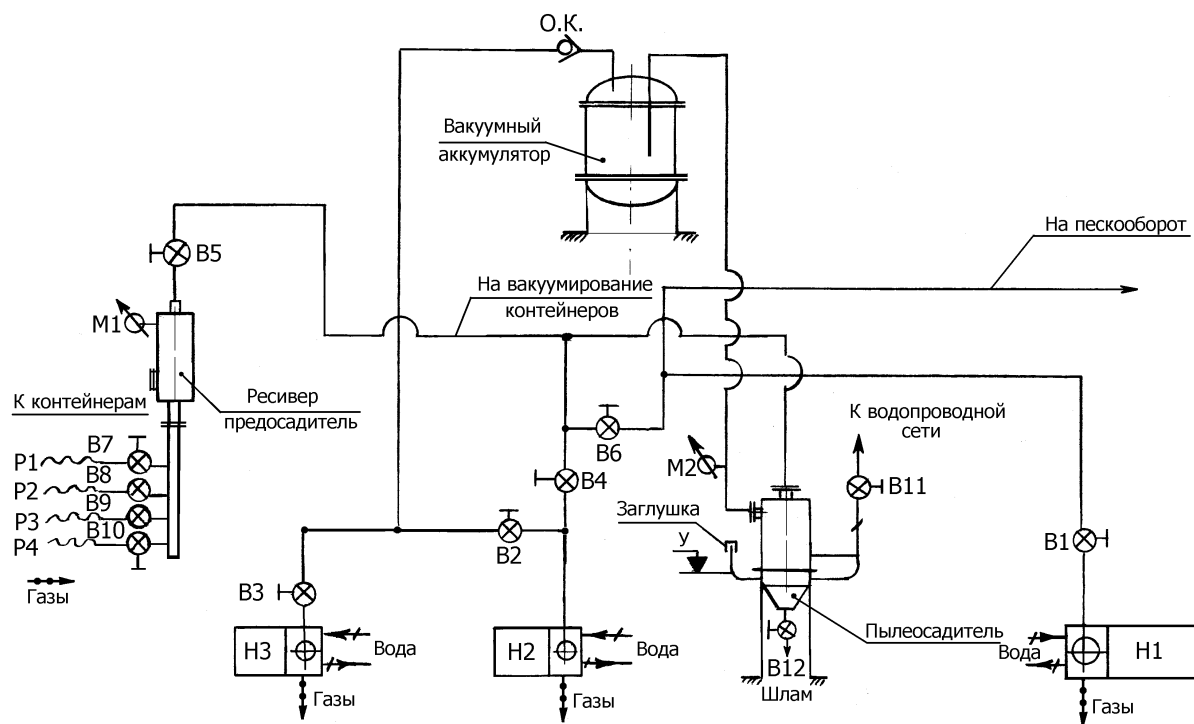 О.К.
Вакуумный
аккумулятор
В5
На пескооборот
На вакуумирование
контейнеров
М1
К контейнерам
Ресивер
предосадитель
К водопроводной
сети
В7
Р1
В8
Р2
В9
Р3
В10
Р4
Газы
В6
В4
М2
В11
Заглушка
У
В2
В1
В3
Н3
Вода
Газы
Н2
Вода
Газы
Пылеосадитель
В12
Шлам
Вода
Н1
Газы